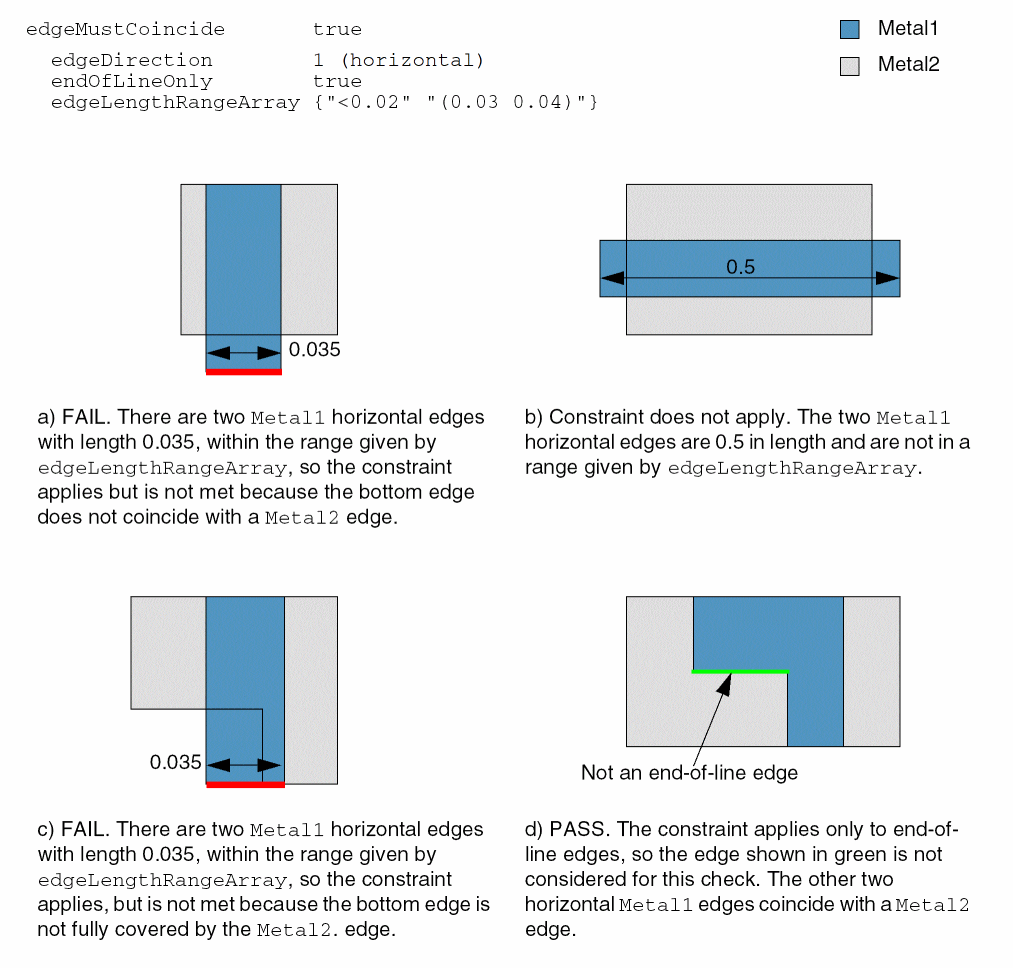 edgeMustCoincide true
Metal1
edgeDirection 1 (horizontal)
Metal2
endOfLineOnly true
edgeLengthRangeArray {"<0.02" "(0.03 0.04)"}
0.5
0.035
a) FAIL. There are two Metal1 horizontal edges
with length 0.035, within the range given by
edgeLengthRangeArray, so the constraint
applies but is not met because the bottom edge
does not coincide with a Metal2 edge.
b) Constraint does not apply. The two Metal1
horizontal edges are 0.5 in length and are not in a
range given by edgeLengthRangeArray.
0.035
Not an end-of-line edge
c) FAIL. There are two Metal1 horizontal edges
with length 0.035, within the range given by
edgeLengthRangeArray, so the constraint
applies, but is not met because the bottom edge is
not fully covered by the Metal2. edge.
d) PASS. The constraint applies only to end-of-
line edges, so the edge shown in green is not
considered for this check. The other two
horizontal Metal1 edges coincide with a Metal2
edge.